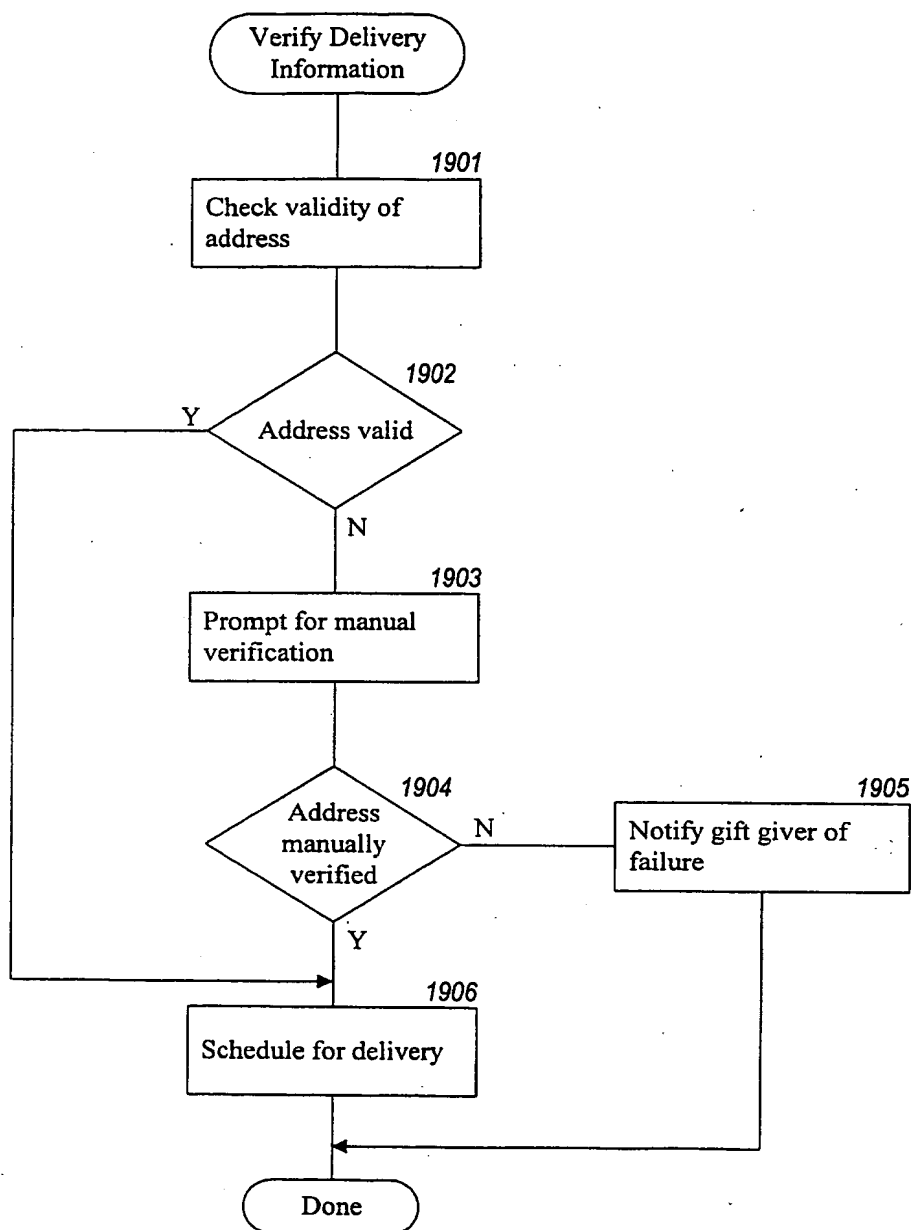 Verify Delivery
Information
1901
Check validity of
address
1902
Y
Address valid
N
1903
Prompt for manual
verification
1904
Address
manually
verified
N
1905
Notify gift giver of
failure
Y
1906
Schedule for delivery
Done